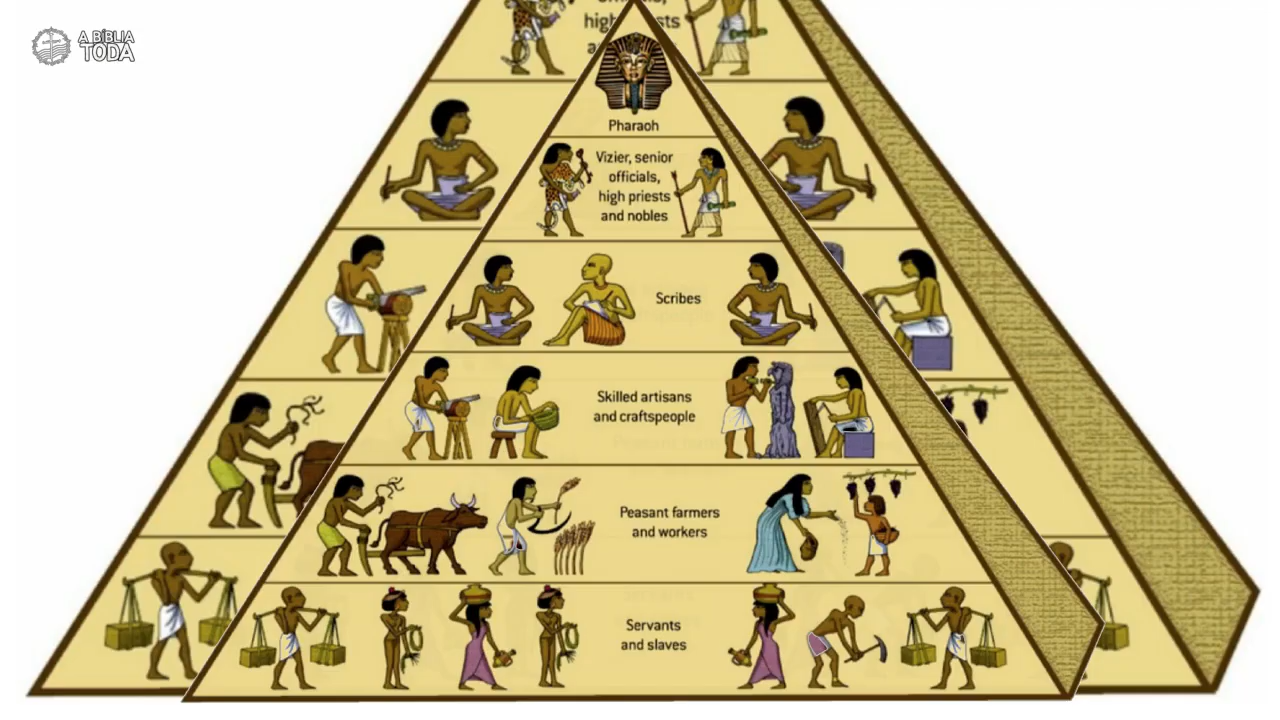 A BÍBLIA
TODA
Pharaoh
Vizier, senior
officials,
high priests
and nobles
Scribes
Skilled artisans
and craftspeople
Peasant farmers
and workers
Servants
and slaves